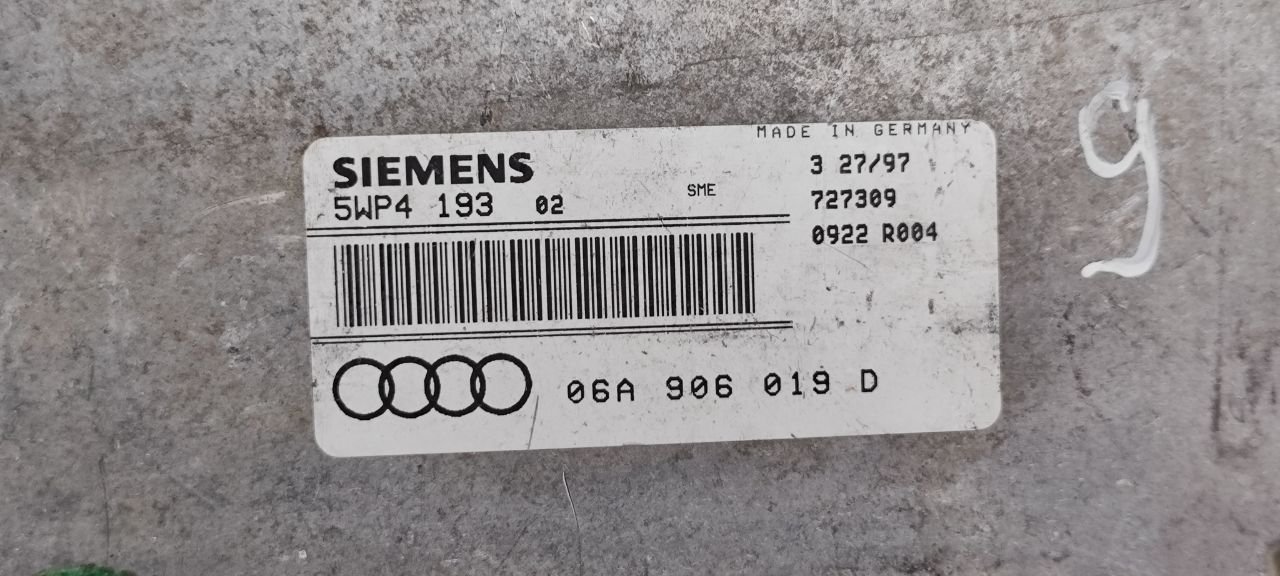 MADE IN GERMANY
SIEMENS
3 27/97
5WP4 193 02
SME
727309
0922 R004
06A 906 019 D
9